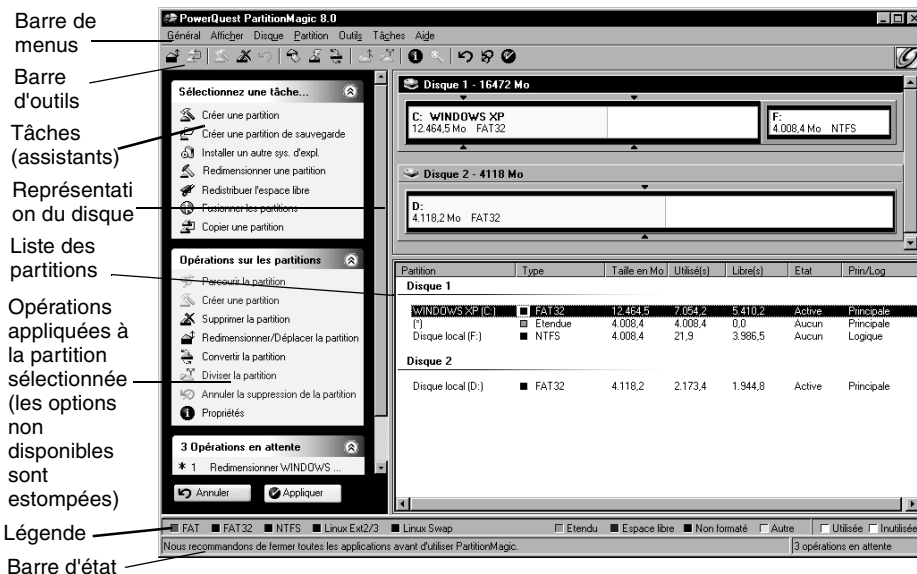 Barre de
menus
Barre
d'outils
Tâches
(assistants)
Représentati
on du disque
Liste des
partitions
Opérations
appliquées à
la partition
sélectionnée
(les options
non
disponibles
sont
estompées)
Légende
Barre d'état
PowerQuest PartitionMagic 8.0
Général Afficher Disque Partition Outils Tâches Aide
Sélectionnez une tâche...
Créer une partition
Créer une partition de sauvegarde
Installer un autre sys. d'expl.
Redimensionner une partition
Redistribuer l'espace libre
Fusionner les partitions
Copier une partition
Opérations sur les partitions
Parcourir la partition
Créer une partition
Supprimer la partition
Redimensionner/Déplacer la partition
Convertir la partition
Diviser la partition
Annuler la suppression de la partition
Propriétés
3 Opérations en attente
* 1 Redimensionner WINDOWS ...
Annuler Appliquer
Disque 1 - 16472 Mo
C: WINDOWS XP
12.464,5 Mo FAT32
F:
4.008,4 Mo NTFS
Disque 2 - 4118 Mo
D:
4.118,2 Mo FAT32
Partition Type Taille en Mo Utilisé(s) Libre(s) Etat Prin/Log
Disque 1
WINDOWS XP (C:) FAT32 12.464,5 7.054,2 5.410,2 Active Principale
(*) Etendue 4.008,4 4.008,4 0,0 Aucun Principale
Disque local (F:) NTFS 4.008,4 21,9 3.986,5 Aucun Logique
Disque 2
Disque local (D:) FAT32 4.118,2 2.173,4 1.944,8 Active Principale
FAT FAT32 NTFS Linux Ext2/3 Linux Swap Etendu Espace libre Non formaté Autre Utilisée Inutilisée
Nous recommandons de fermer toutes les applications avant d'utiliser PartitionMagic. 3 opérations en attente